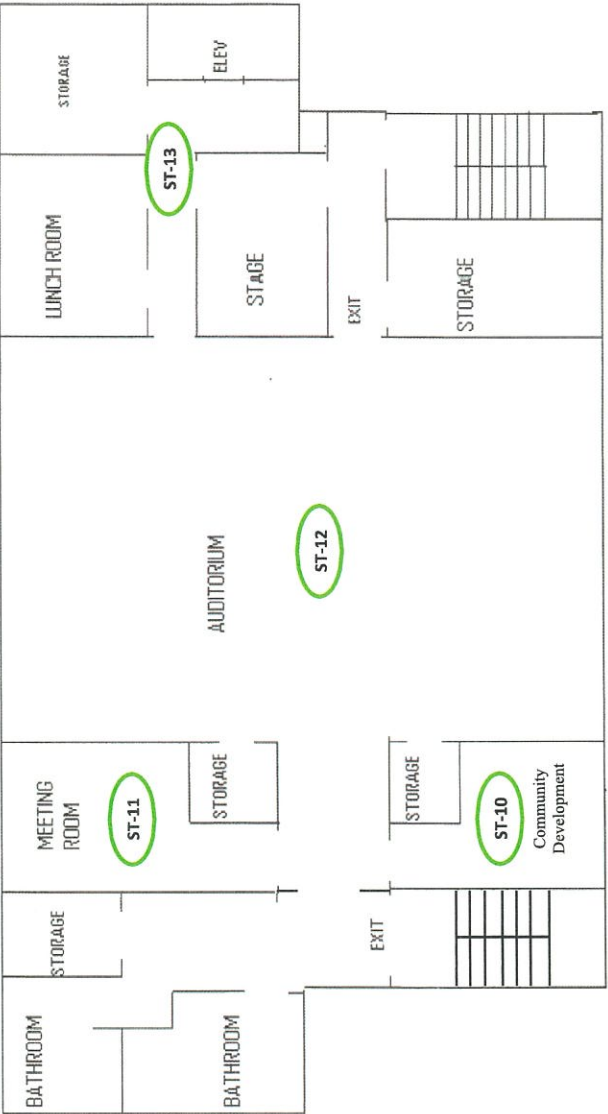 BATHROOM
STORAGE
MEETING
ROOM
ST-11
STORAGE
BATHROOM
EXIT
STORAGE
ST-10
Community
Development
AUDITORIUM
ST-12
LUNCH ROOM
STORAGE
ST-13
ELEV
STAGE
EXIT
STORAGE